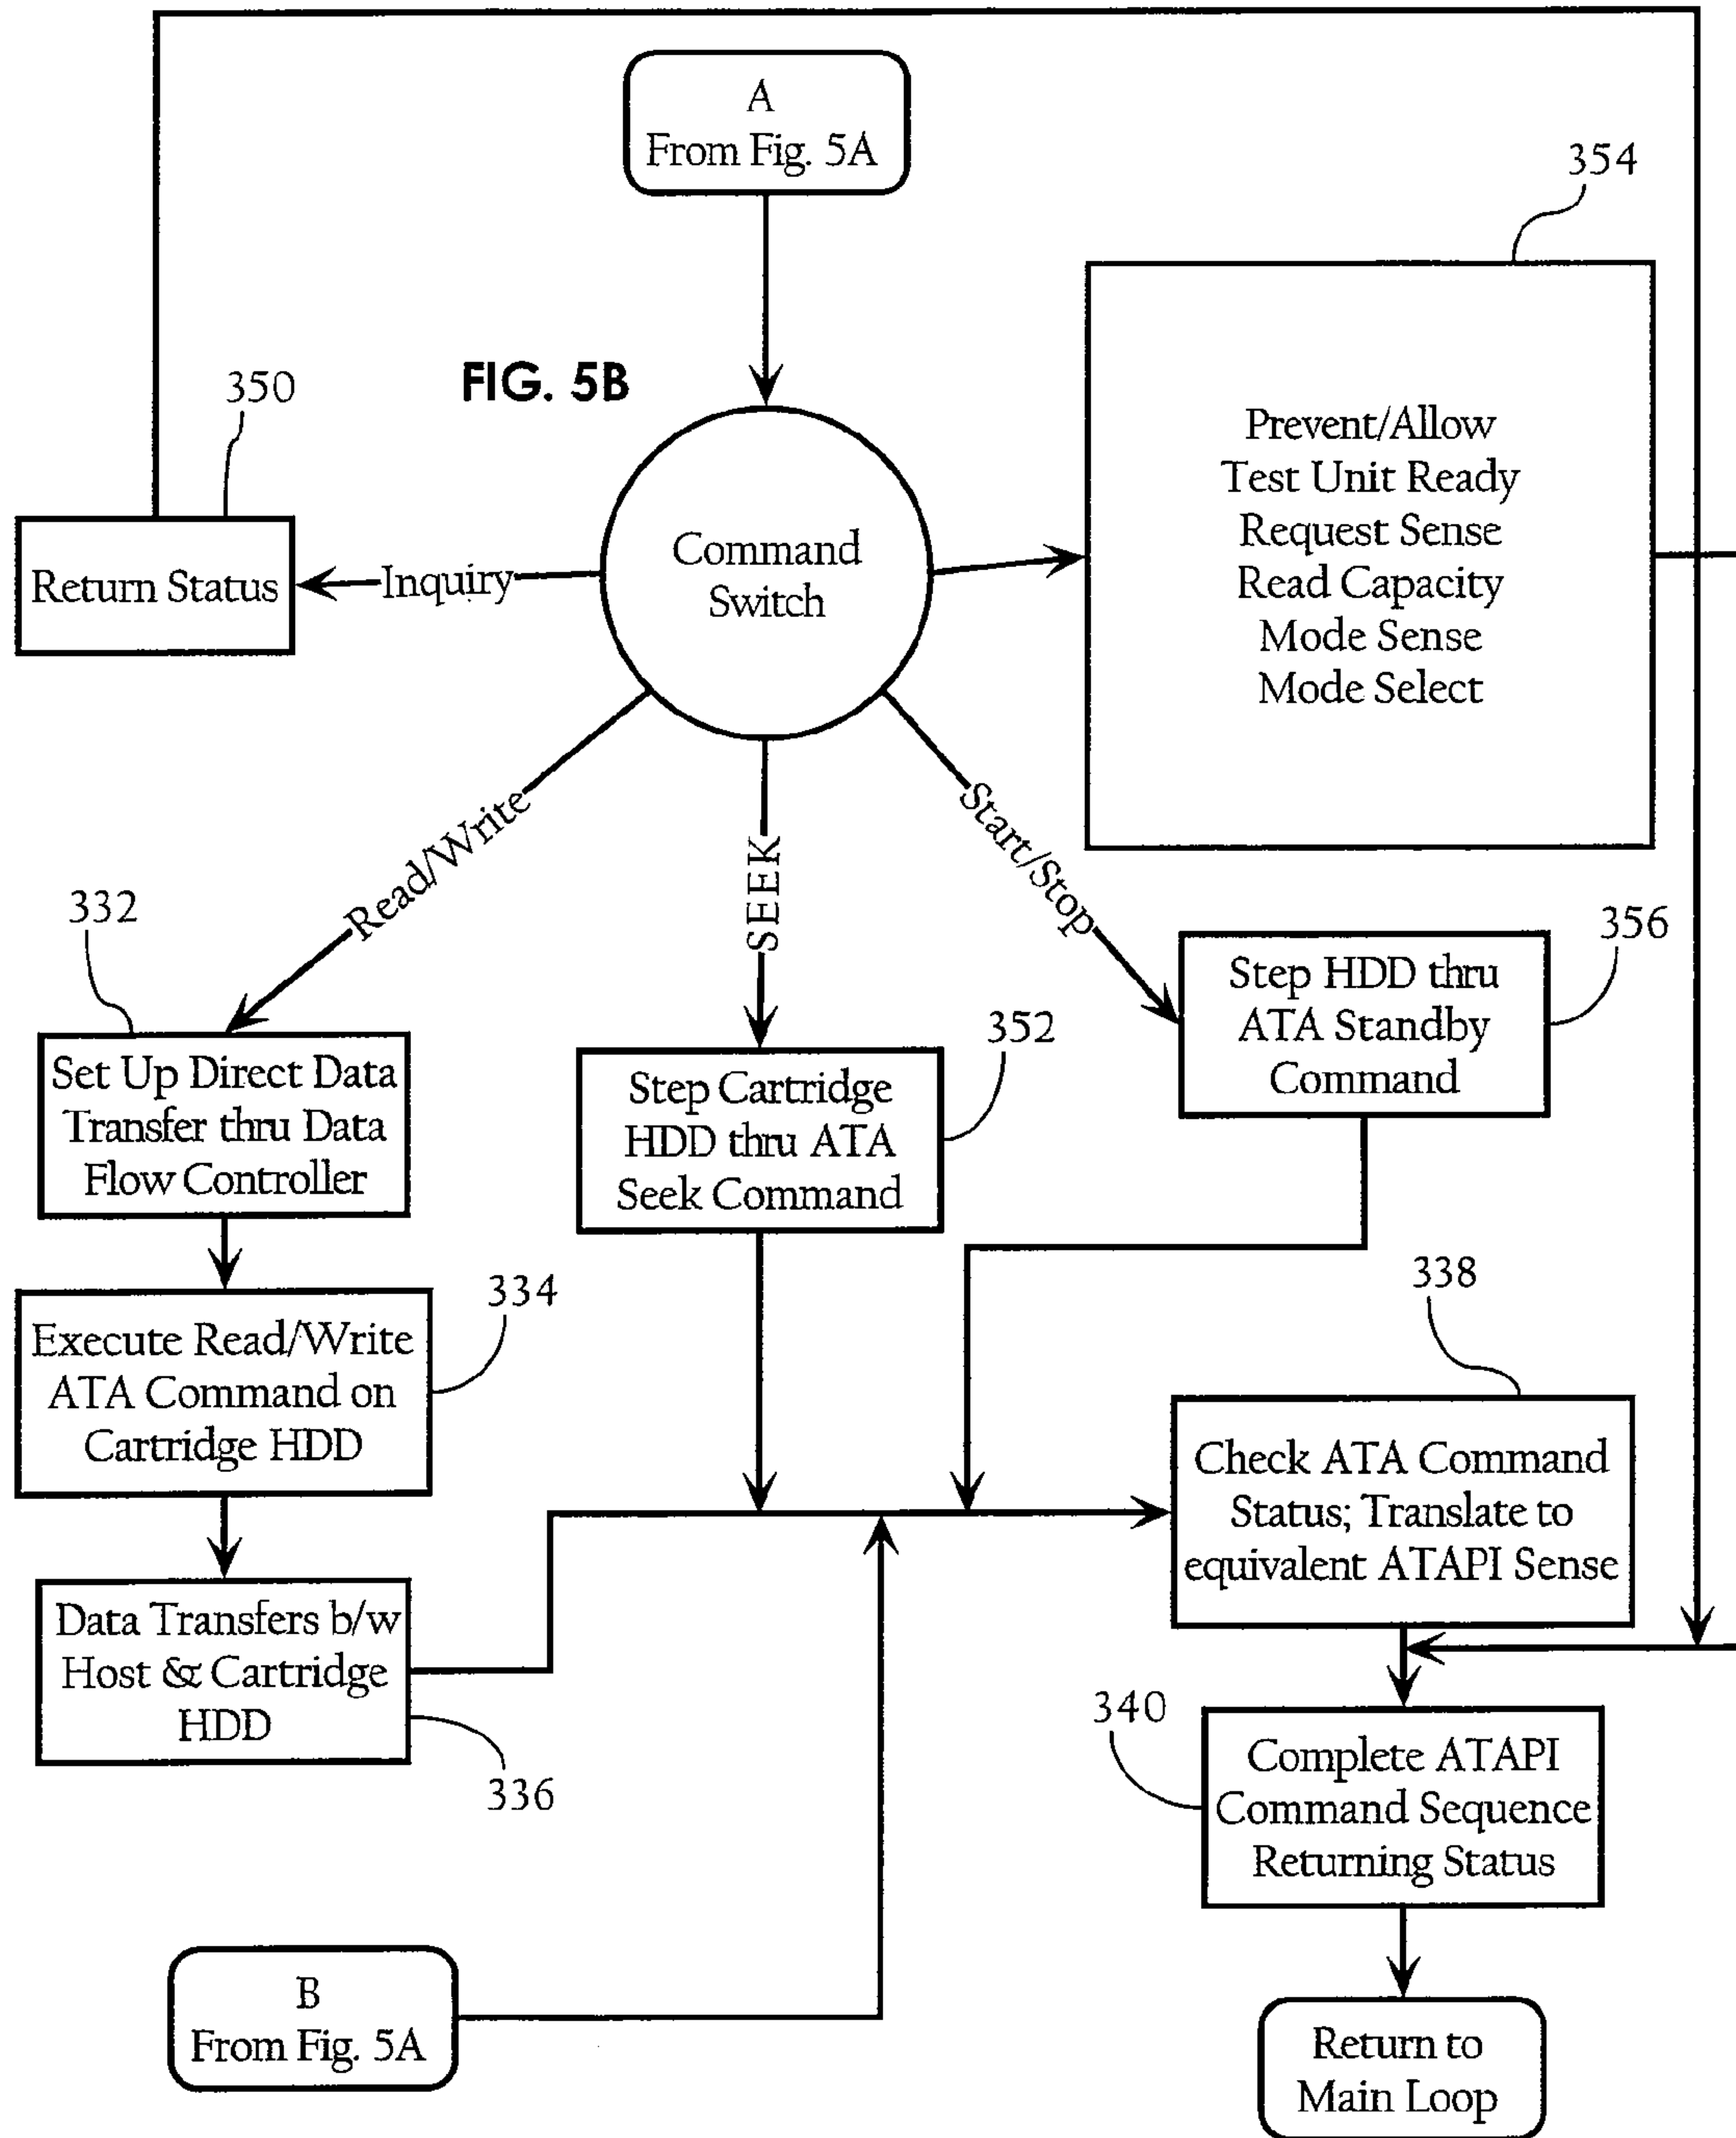 A
From Fig. 5A
354
FIG. 5B
350
Return Status
Inquiry
Command
Switch
Prevent/Allow
Test Unit Ready
Request Sense
Read Capacity
Mode Sense
Mode Select
Read/Write
SEEK
Start/Stop
332
Set Up Direct Data
Transfer thru Data
Flow Controller
352
Step Cartridge
HDD thru ATA
Seek Command
356
Step HDD thru
ATA Standby
Command
334
Execute Read/Write
ATA Command on
Cartridge HDD
338
Check ATA Command
Status; Translate to
equivalent ATAPI Sense
Data Transfers b/w
Host & Cartridge
HDD
336
340
Complete ATAPI
Command Sequence
Returning Status
B
From Fig. 5A
Return to
Main Loop